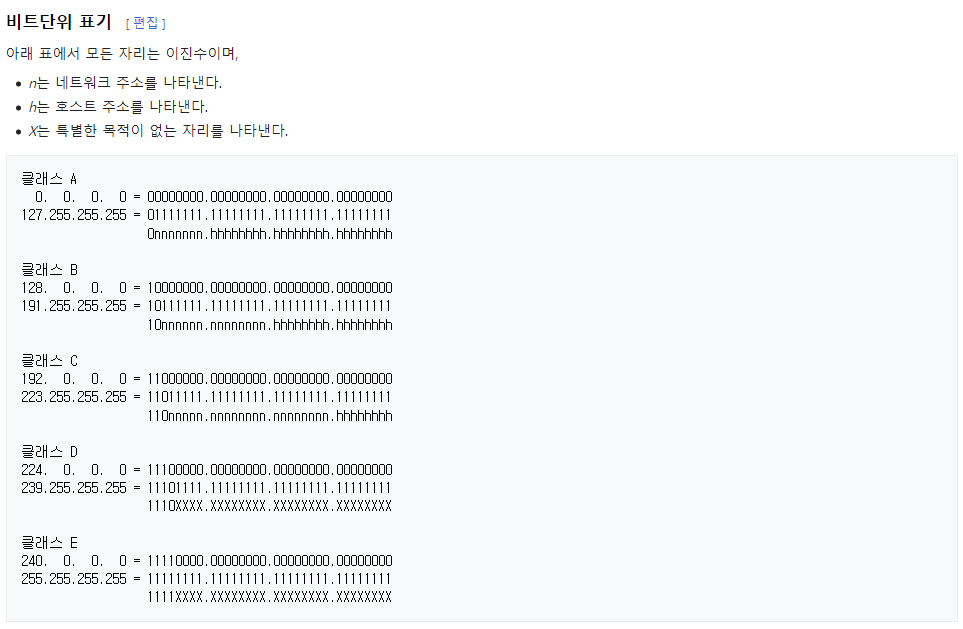 비트단위 표기 [ 편집 ]
아래 표에서 모든 자리는 이진수이며,
• n는 네트워크 주소를 나타낸다.
• h는 호스트 주소를 나타낸다.
• X는 특별한 목적이 없는 자리를 나타낸다.
클래스 A
  0.  0.  0.  0 = 00000000.00000000.00000000.00000000
127.255.255.255 = 01111111.11111111.11111111.11111111
                  0nnnnnnn.hhhhhhhh.hhhhhhhh.hhhhhhhh
클래스 B
128.  0.  0.  0 = 10000000.00000000.00000000.00000000
191.255.255.255 = 10111111.11111111.11111111.11111111
                  10nnnnnn.nnnnnnnn.hhhhhhhh.hhhhhhhh
클래스 C
192.  0.  0.  0 = 11000000.00000000.00000000.00000000
223.255.255.255 = 11011111.11111111.11111111.11111111
                  110nnnnn.nnnnnnnn.nnnnnnnn.hhhhhhhh
클래스 D
224.  0.  0.  0 = 11100000.00000000.00000000.00000000
239.255.255.255 = 11101111.11111111.11111111.11111111
                  1110XXXX.XXXXXXXX.XXXXXXXX.XXXXXXXX
클래스 E
240.  0.  0.  0 = 11110000.00000000.00000000.00000000
255.255.255.255 = 11111111.11111111.11111111.11111111
                  1111XXXX.XXXXXXXX.XXXXXXXX.XXXXXXXX